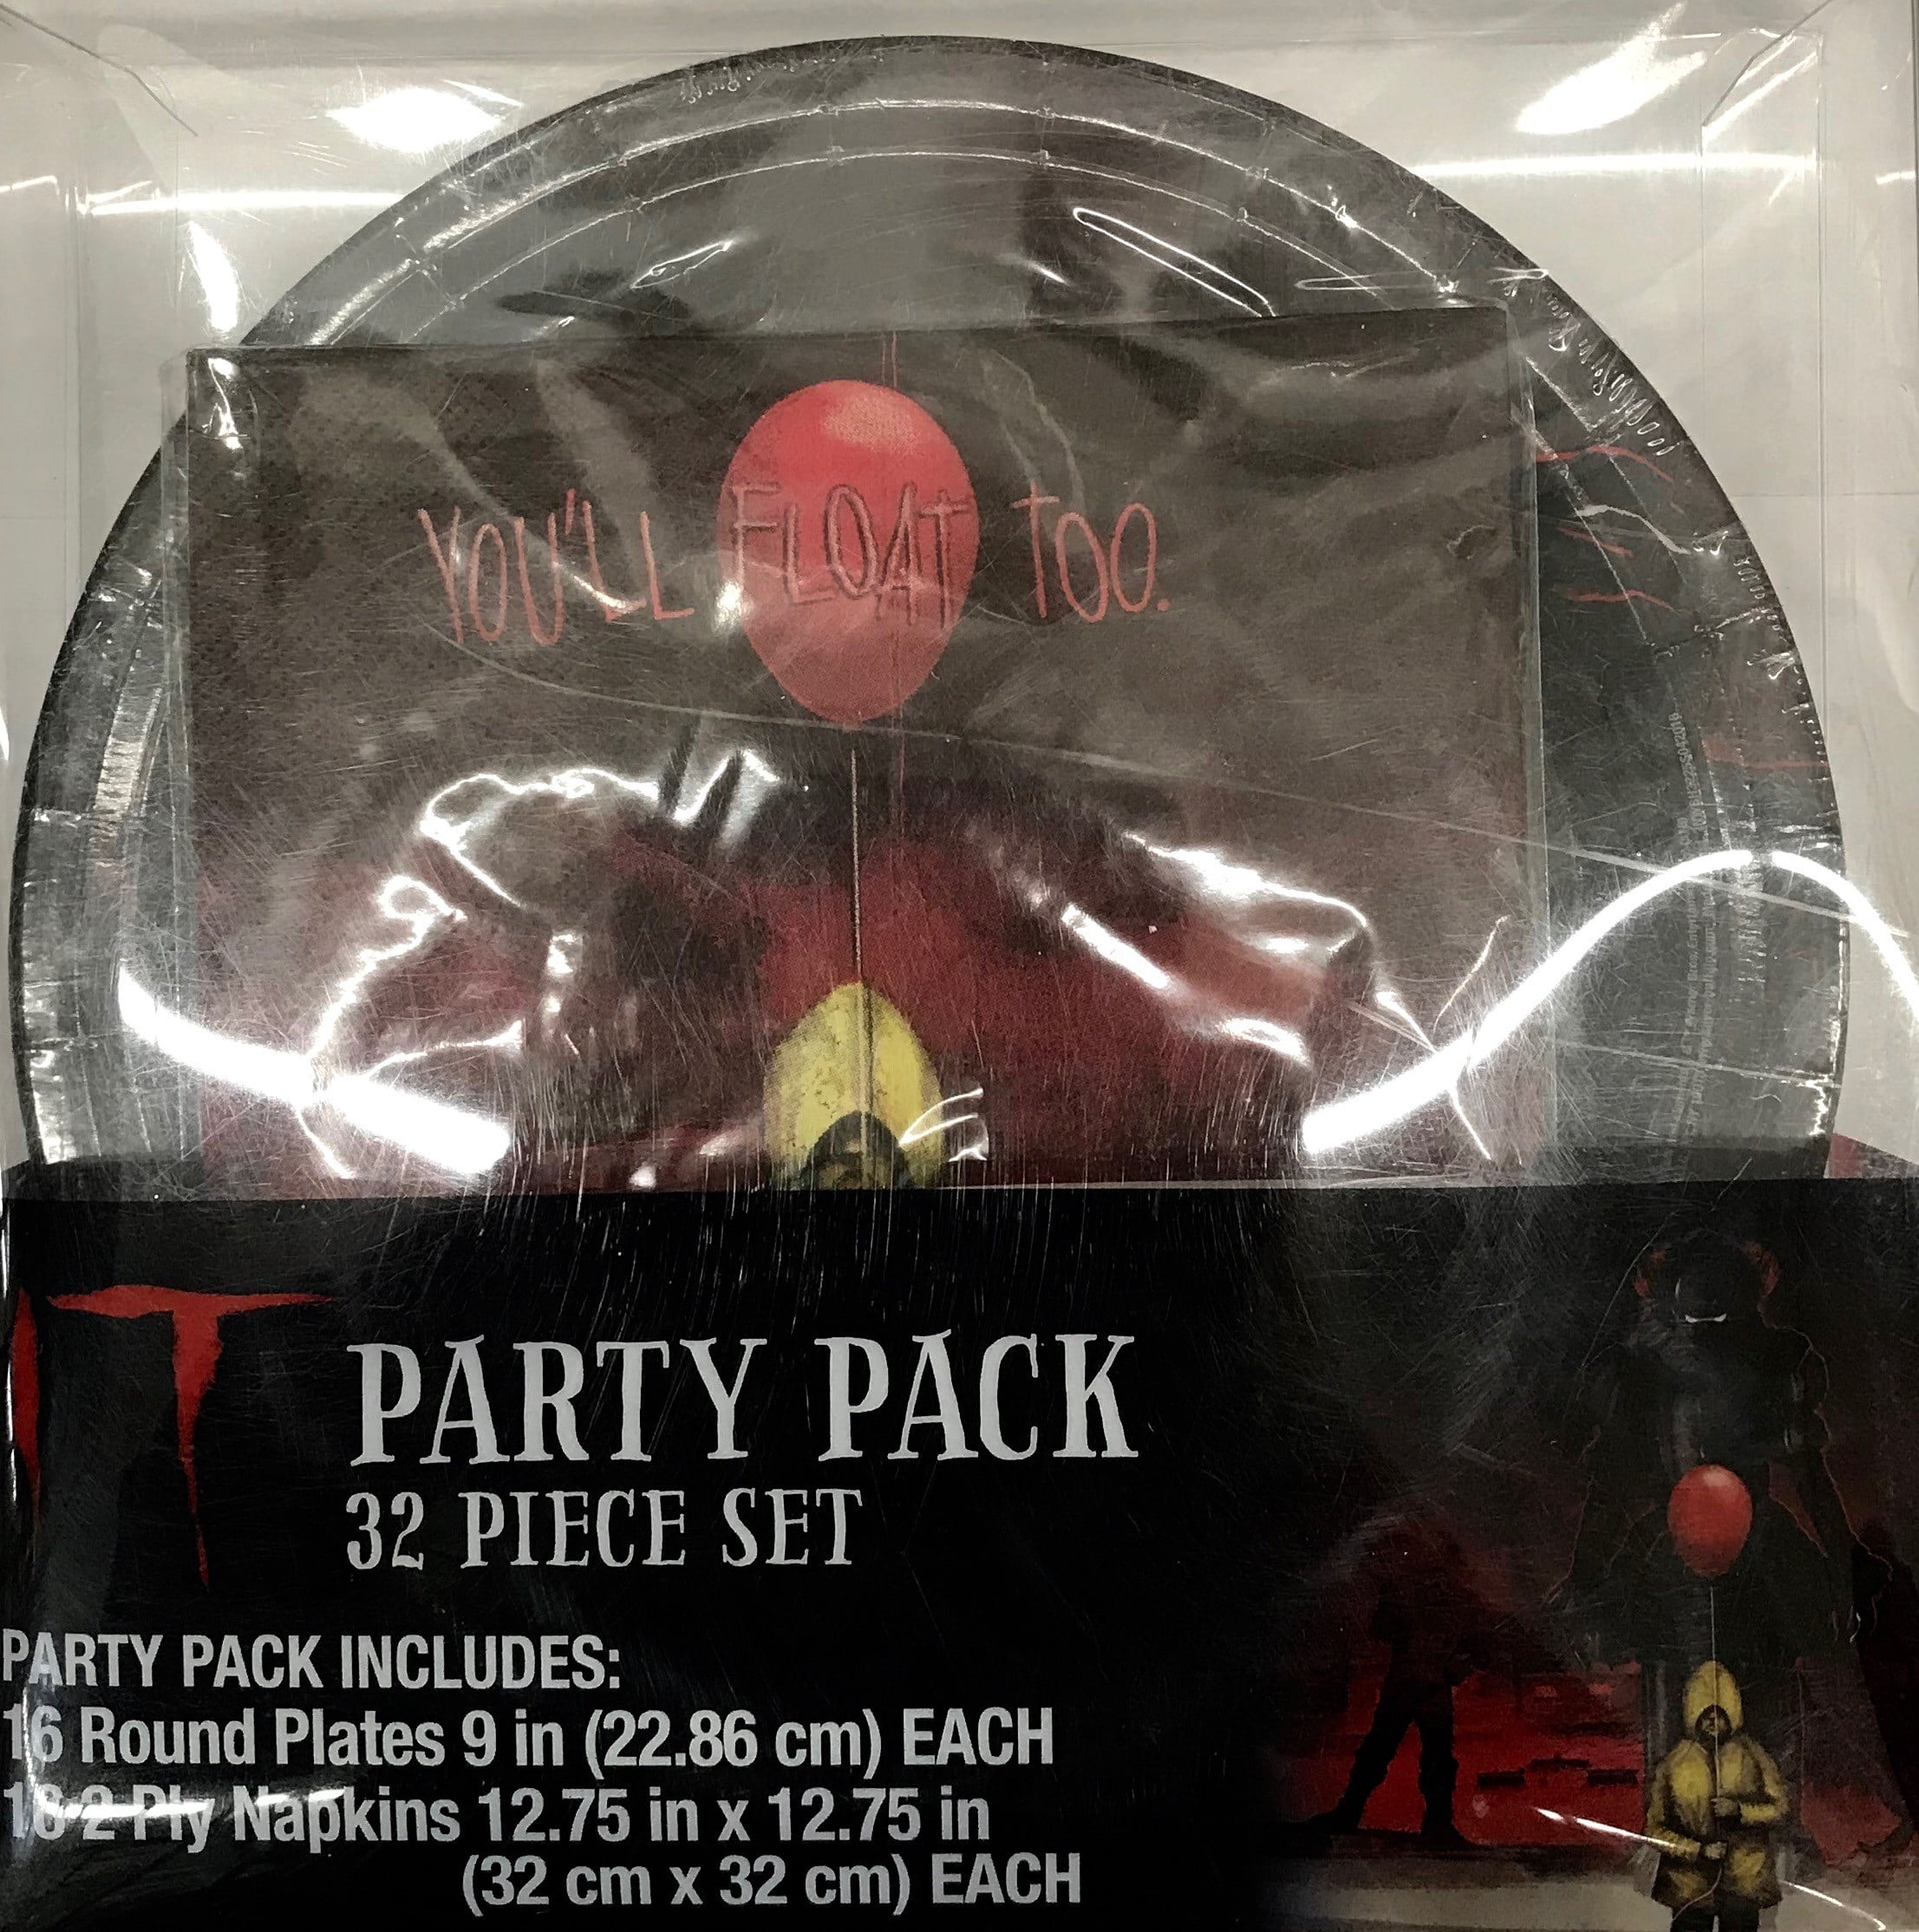 YOU'LL FLOAT TOO.
IT
PARTY PACK
32 PIECE SET
PARTY PACK INCLUDES:
16 Round Plates 9 in (22.86 cm) EACH
16 2 Ply Napkins 12.75 in x 12.75 in
(32 cm x 32 cm) EACH